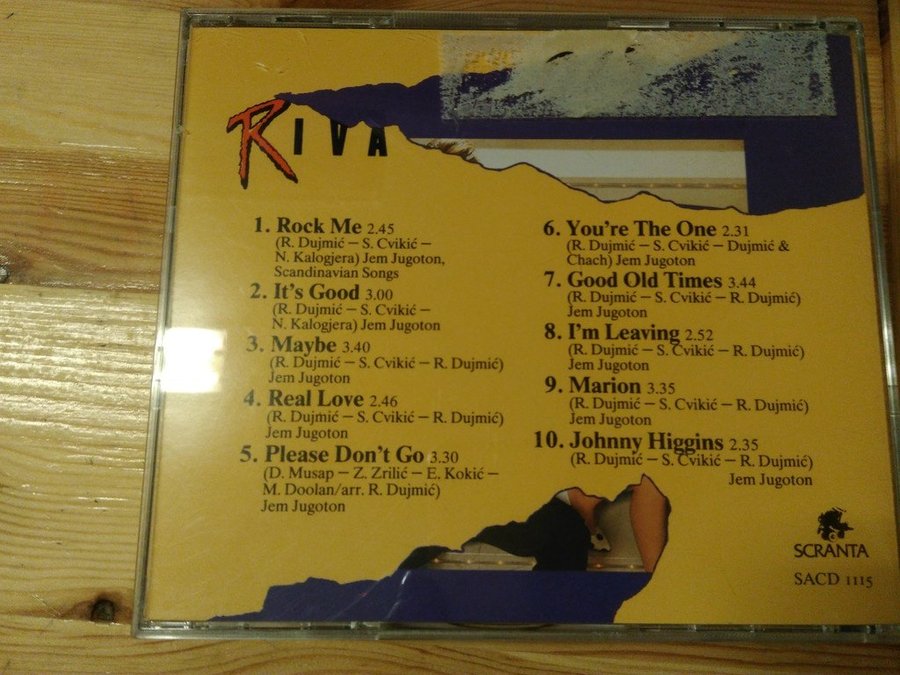 RIVA
1. Rock Me 2.45
(R. Dujmić – S. Cvikić –
N. Kalogjera) Jem Jugoton,
Scandinavian Songs
2. It's Good 3.00
(R. Dujmić – S. Cvikić –
N. Kalogjera) Jem Jugoton
3. Maybe 3.40
(R. Dujmić – S. Cvikić – R. Dujmić)
Jem Jugoton
4. Real Love 2.46
(R. Dujmić – S. Cvikić – R. Dujmić)
Jem Jugoton
5. Please Don't Go 3.30
(D. Musap – Z. Zrilić – E. Kokić –
M. Doolan/arr. R. Dujmić)
Jem Jugoton
6. You're The One 2.31
(R. Dujmić – S. Cvikić – Dujmić &
Chach) Jem Jugoton
7. Good Old Times 3.44
(R. Dujmić – S. Cvikić – R. Dujmić)
Jem Jugoton
8. I'm Leaving 2.52
(R. Dujmić – S. Cvikić – R. Dujmić)
Jem Jugoton
9. Marion 3.35
(R. Dujmić – S. Cvikić – R. Dujmić)
Jem Jugoton
10. Johnny Higgins 2.35
(R. Dujmić – S. Cvikić – R. Dujmić)
Jem Jugoton
SCRANTA
SACD 1115